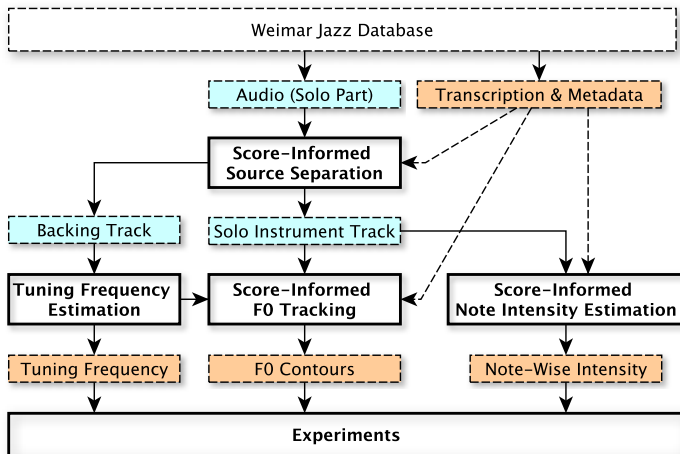 Weimar Jazz Database
Audio (Solo Part)
Transcription & Metadata
Score-Informed
Source Separation
Backing Track
Solo Instrument Track
Tuning Frequency
Estimation
Score-Informed
F0 Tracking
Score-Informed
Note Intensity Estimation
Tuning Frequency
F0 Contours
Note-Wise Intensity
Experiments